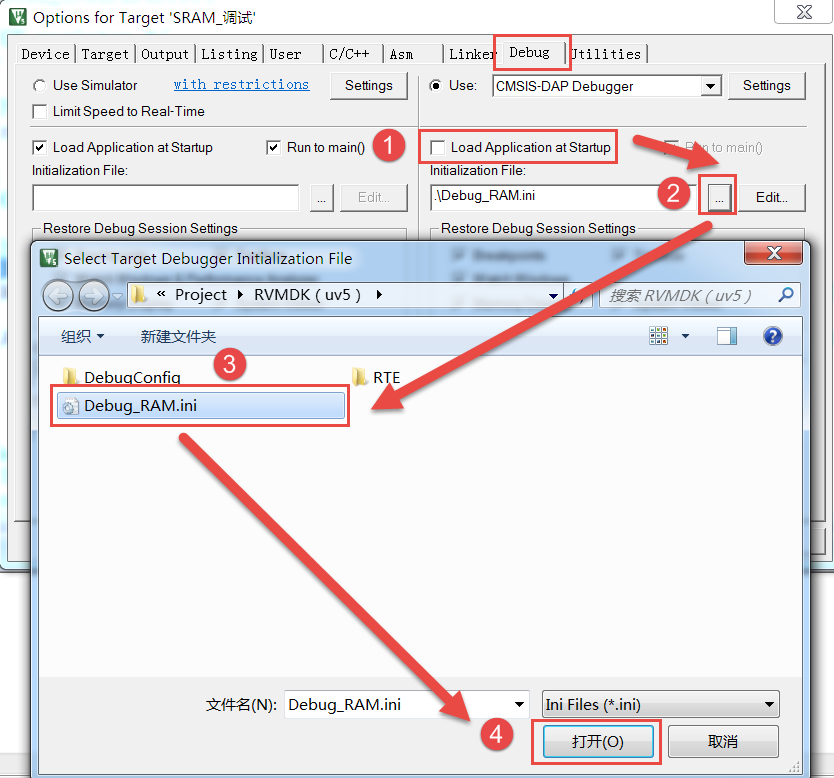 Options for Target 'SRAM_调试'
Device Target Output Listing User C/C++ Asm Linker Debug Utilities
Use Simulator with restrictions Settings Use: CMSIS-DAP Debugger Settings
Limit Speed to Real-Time
Load Application at Startup Run to main() 1 Load Application at Startup Run to main()
Initialization File: Initialization File:
... Edit... .\Debug_RAM.ini 2 ... Edit...
Restore Debug Session Settings Restore Debug Session Settings
Breakpoints
Select Target Debugger Initialization File
« Project RVMDK ( uv5 ) 搜索 RVMDK ( uv5 )
组织 新建文件夹
3
DebugConfig RTE
Debug_RAM.ini
文件名(N): Debug_RAM.ini Ini Files (*.ini)
4 打开(O) 取消